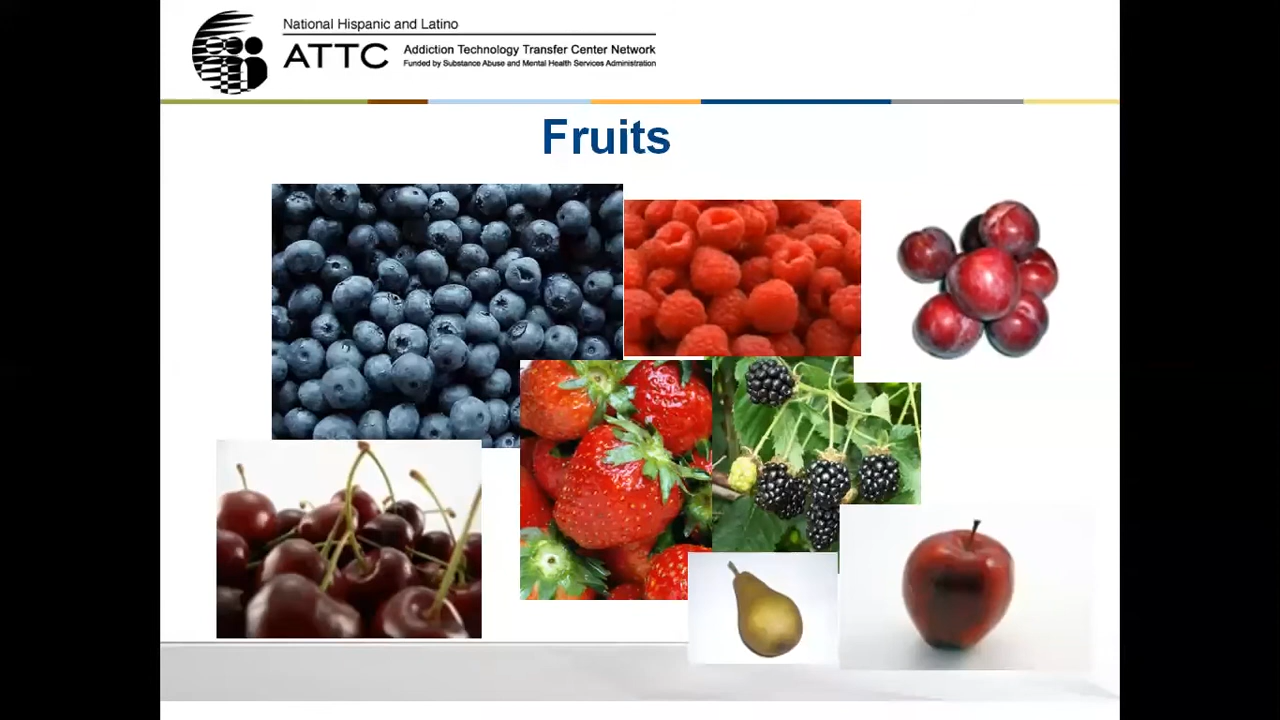 National Hispanic and Latino
ATTC
Addiction Technology Transfer Center Network
Funded by Substance Abuse and Mental Health Services Administration
Fruits